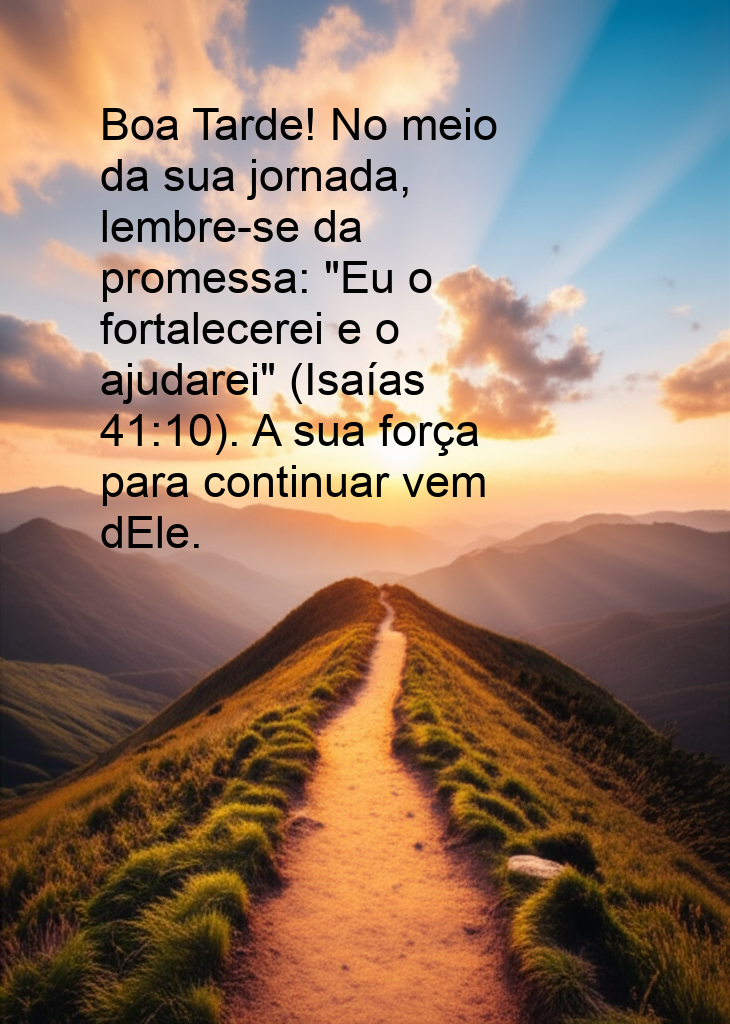 Boa Tarde! No meio
da sua jornada,
lembre-se da
promessa: "Eu o
fortalecerei e o
ajudarei" (Isaías
41:10). A sua força
para continuar vem
dEle.